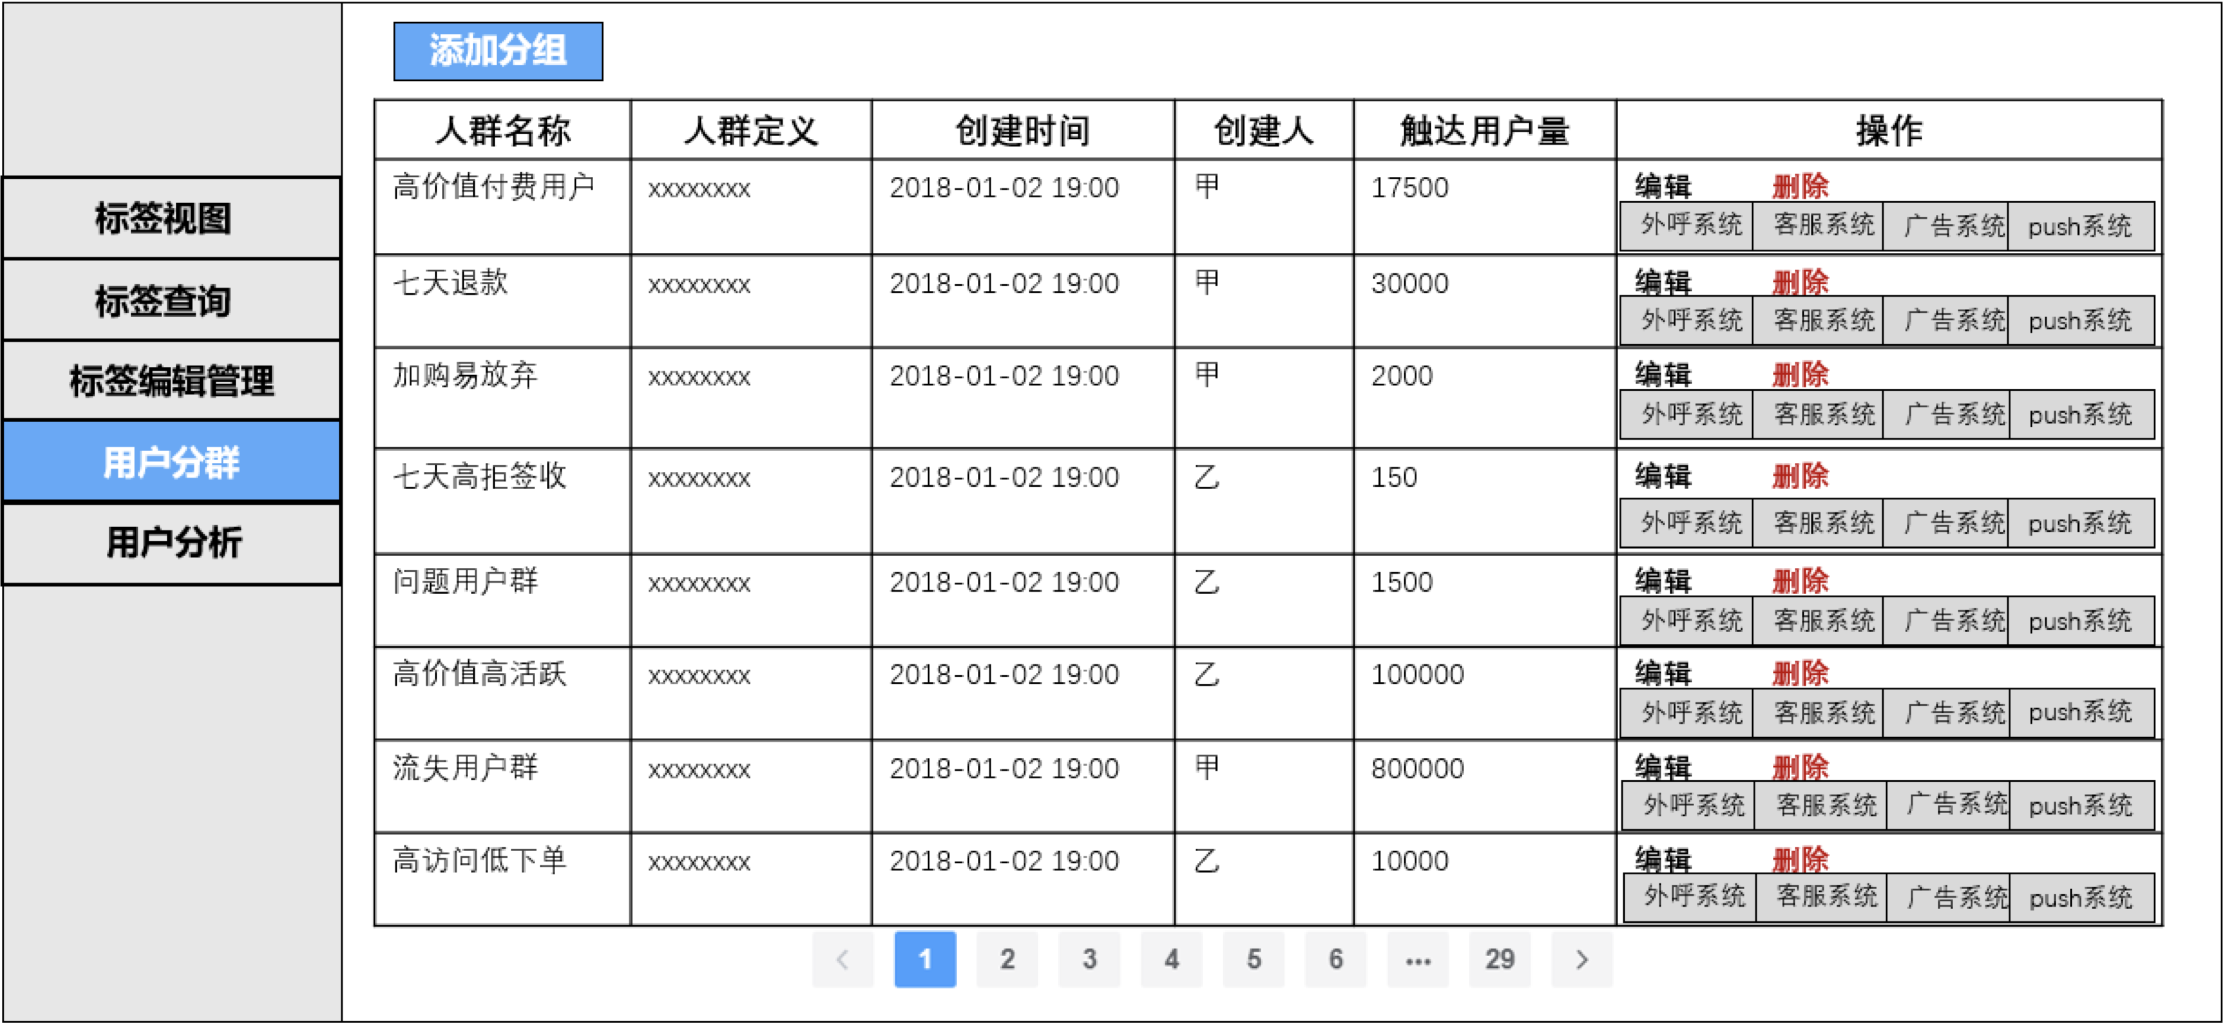 添加分组
标签视图
标签查询
标签编辑管理
用户分群
用户分析
人群名称 人群定义 创建时间 创建人 触达用户量 操作
高价值付费用户 xxxxxxxx 2018-01-02 19:00 甲 17500 编辑 删除
外呼系统 客服系统 广告系统 push系统
七天退款 xxxxxxxx 2018-01-02 19:00 甲 30000 编辑 删除
外呼系统 客服系统 广告系统 push系统
加购易放弃 xxxxxxxx 2018-01-02 19:00 甲 2000 编辑 删除
外呼系统 客服系统 广告系统 push系统
七天高拒签收 xxxxxxxx 2018-01-02 19:00 乙 150 编辑 删除
外呼系统 客服系统 广告系统 push系统
问题用户群 xxxxxxxx 2018-01-02 19:00 乙 1500 编辑 删除
外呼系统 客服系统 广告系统 push系统
高价值高活跃 xxxxxxxx 2018-01-02 19:00 乙 100000 编辑 删除
外呼系统 客服系统 广告系统 push系统
流失用户群 xxxxxxxx 2018-01-02 19:00 甲 800000 编辑 删除
外呼系统 客服系统 广告系统 push系统
高访问低下单 xxxxxxxx 2018-01-02 19:00 乙 10000 编辑 删除
外呼系统 客服系统 广告系统 push系统
< 1 2 3 4 5 6 ••• 29 >